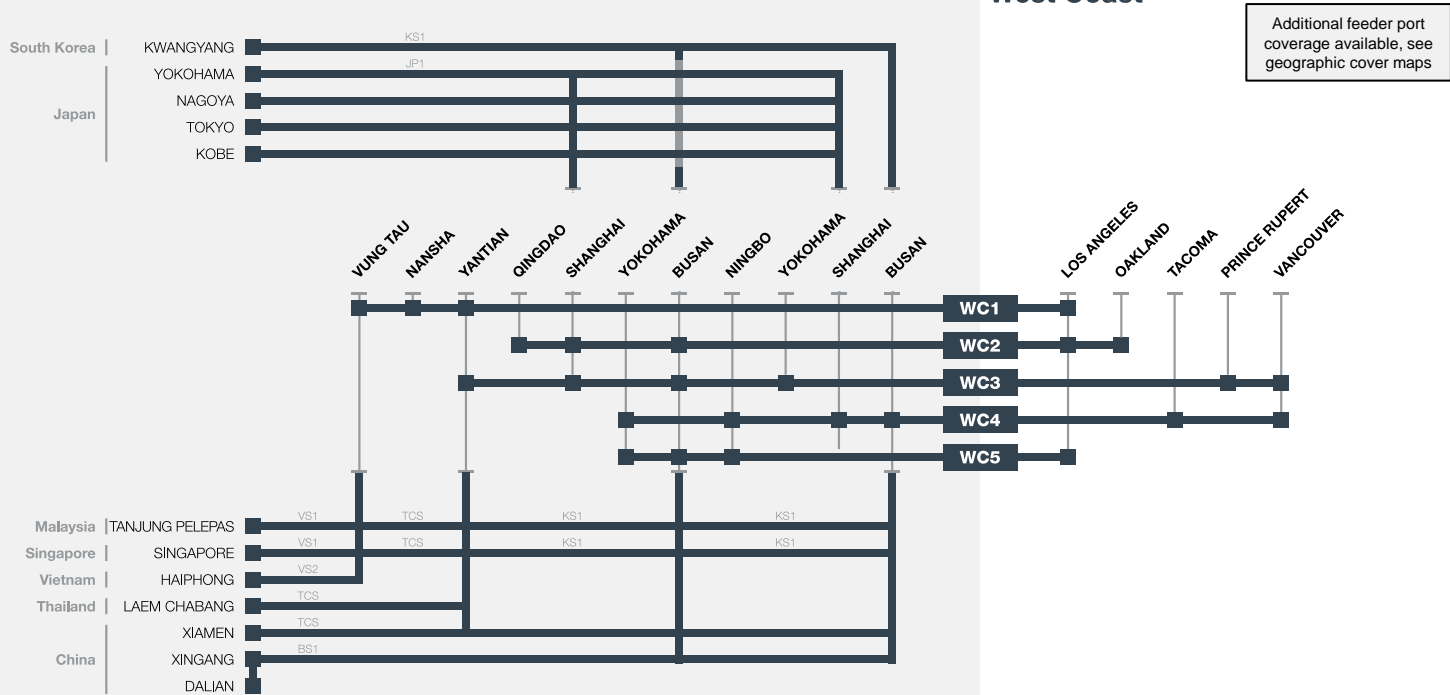 West Coast
Additional feeder port
coverage available, see
geographic cover maps
South Korea
KWANGYANG
KS1
Japan
YOKOHAMA
JP1
NAGOYA
TOKYO
KOBE
VUNG TAU
NANSHA
YANTIAN
QINGDAO
SHANGHAI
YOKOHAMA
BUSAN
NINGBO
YOKOHAMA
SHANGHAI
BUSAN
LOS ANGELES
OAKLAND
TACOMA
PRINCE RUPERT
VANCOUVER
WC1
WC2
WC3
WC4
WC5
Malaysia
TANJUNG PELEPAS
VS1 TCS KS1 KS1
Singapore
SINGAPORE
VS1 TCS KS1 KS1
Vietnam
HAIPHONG
VS2
Thailand
LAEM CHABANG
TCS
China
XIAMEN
TCS
XINGANG
BS1
DALIAN